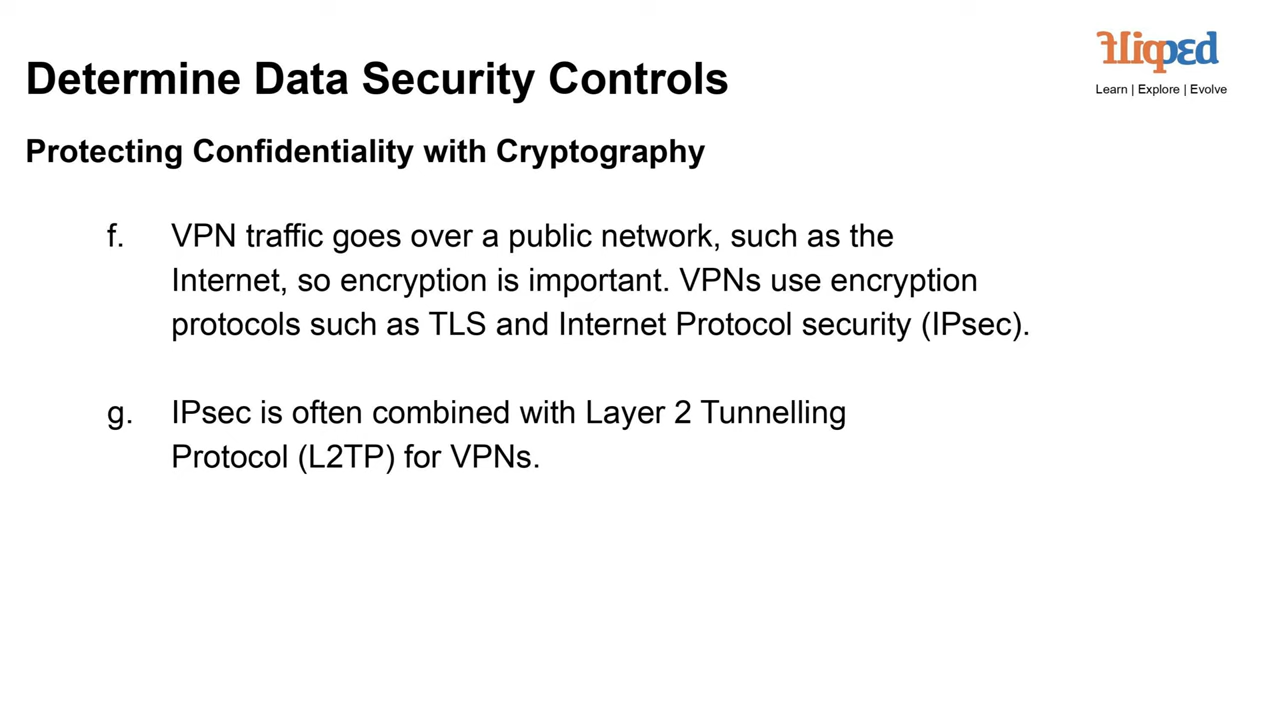 Flipped
Learn | Explore | Evolve
Determine Data Security Controls
Protecting Confidentiality with Cryptography
f. VPN traffic goes over a public network, such as the
Internet, so encryption is important. VPNs use encryption
protocols such as TLS and Internet Protocol security (IPsec).
g. IPsec is often combined with Layer 2 Tunnelling
Protocol (L2TP) for VPNs.